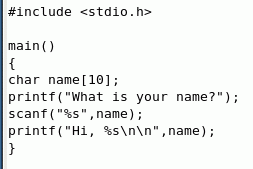 #include <stdio.h>
main()
{
char name[10];
printf("What is your name?");
scanf("%s",name);
printf("Hi, %s\n\n",name);
}